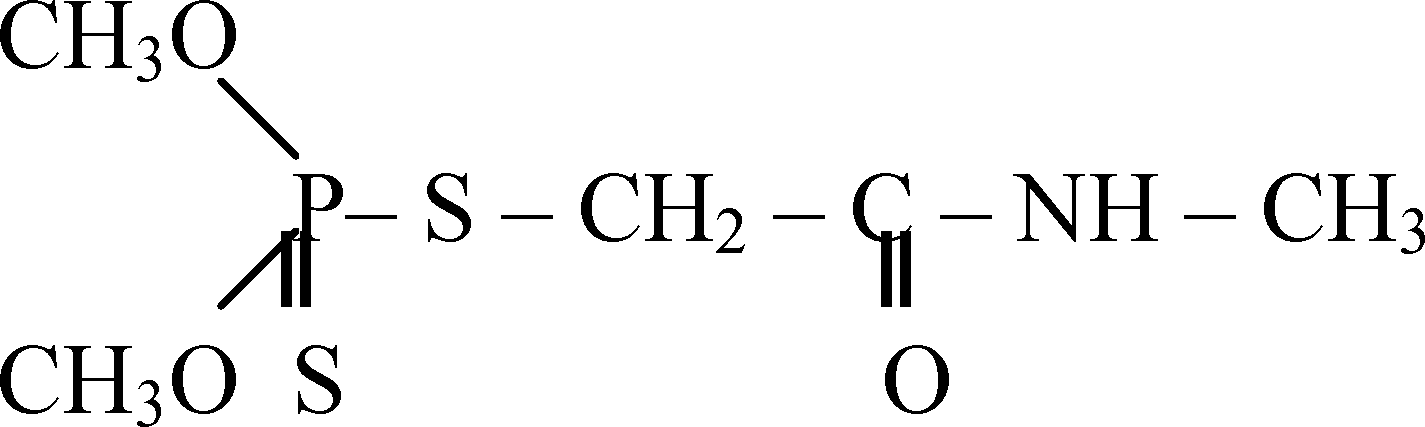 CH₃O
P – S – CH₂ – C – NH – CH₃
CH₃O S O